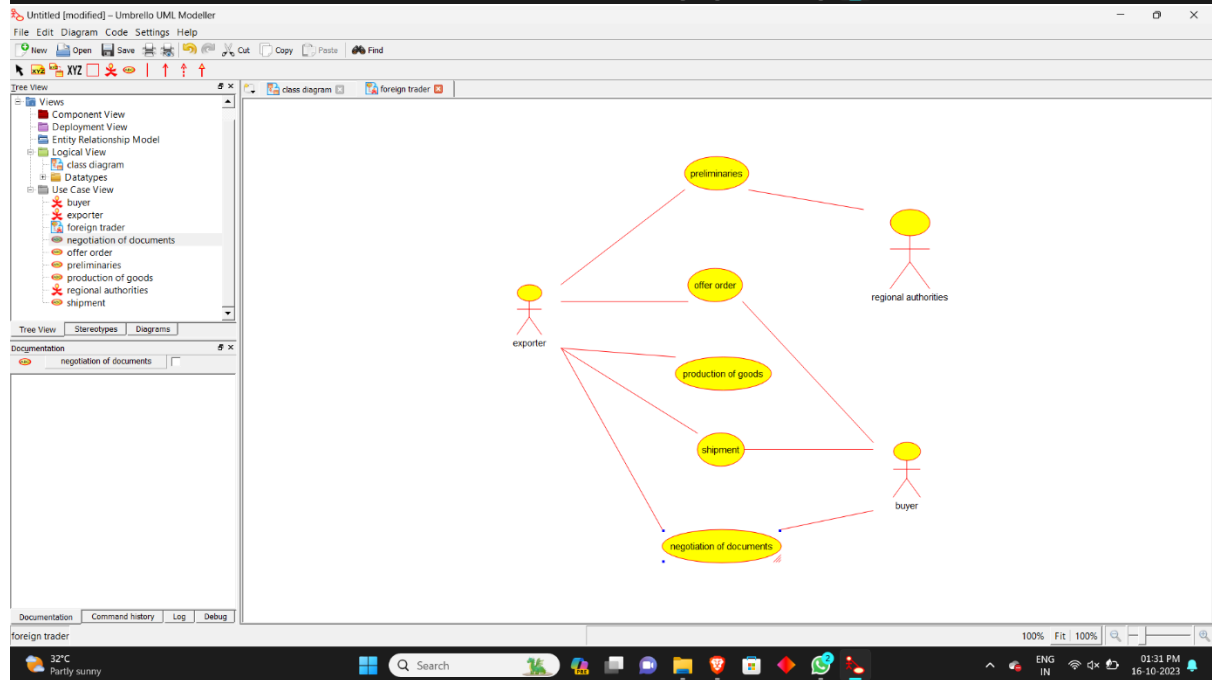 Untitled [modified] – Umbrello UML Modeller
File Edit Diagram Code Settings Help
New Open Save Cut Copy Paste Find
XYZ XYZ
Tree View
class diagram foreign trader
Views
Component View
Deployment View
Entity Relationship Model
Logical View
class diagram
Datatypes
Use Case View
buyer
exporter
foreign trader
negotiation of documents
offer order
preliminaries
production of goods
regional authorities
shipment
Tree View Stereotypes Diagrams
Documentation
negotiation of documents
preliminaries
regional authorities
offer order
exporter
production of goods
shipment
buyer
negotiation of documents
Documentation Command history Log Debug
foreign trader
100% Fit 100%
32°C
Partly sunny
Search
PRE
2
ENG
IN
01:31 PM
16-10-2023